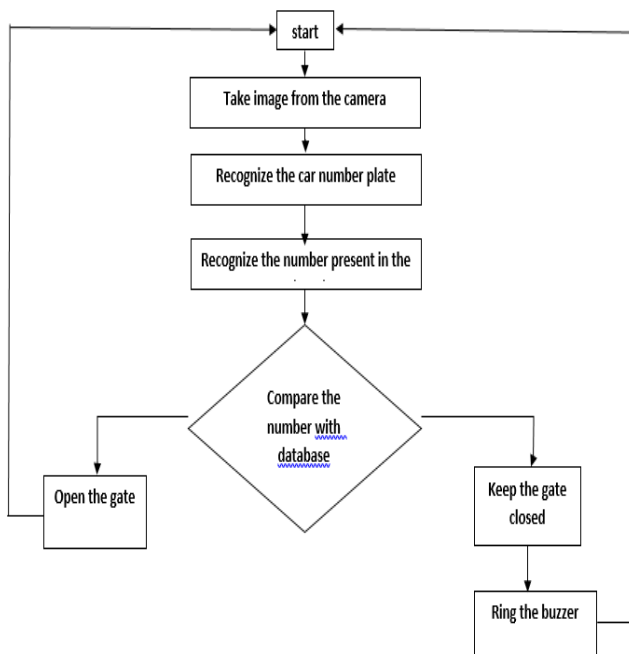 start
Take image from the camera
Recognize the car number plate
Recognize the number present in the
Compare the
number with
database
Open the gate
Keep the gate
closed
Ring the buzzer